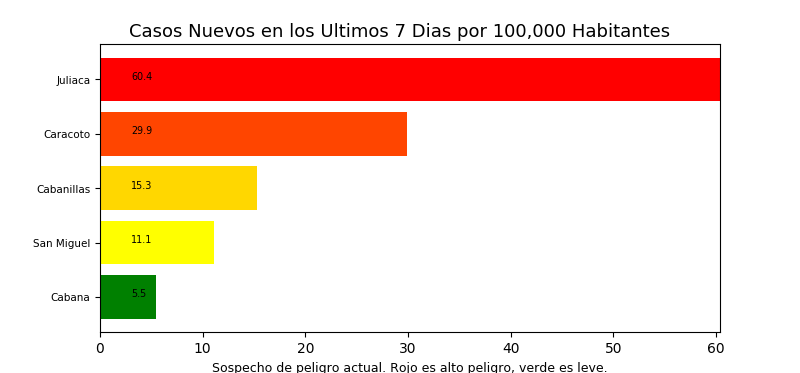 Casos Nuevos en los Ultimos 7 Dias por 100,000 Habitantes
Juliaca 60.4
Caracoto 29.9
Cabanillas 15.3
San Miguel 11.1
Cabana 5.5
0 10 20 30 40 50 60
Sospecho de peligro actual. Rojo es alto peligro, verde es leve.